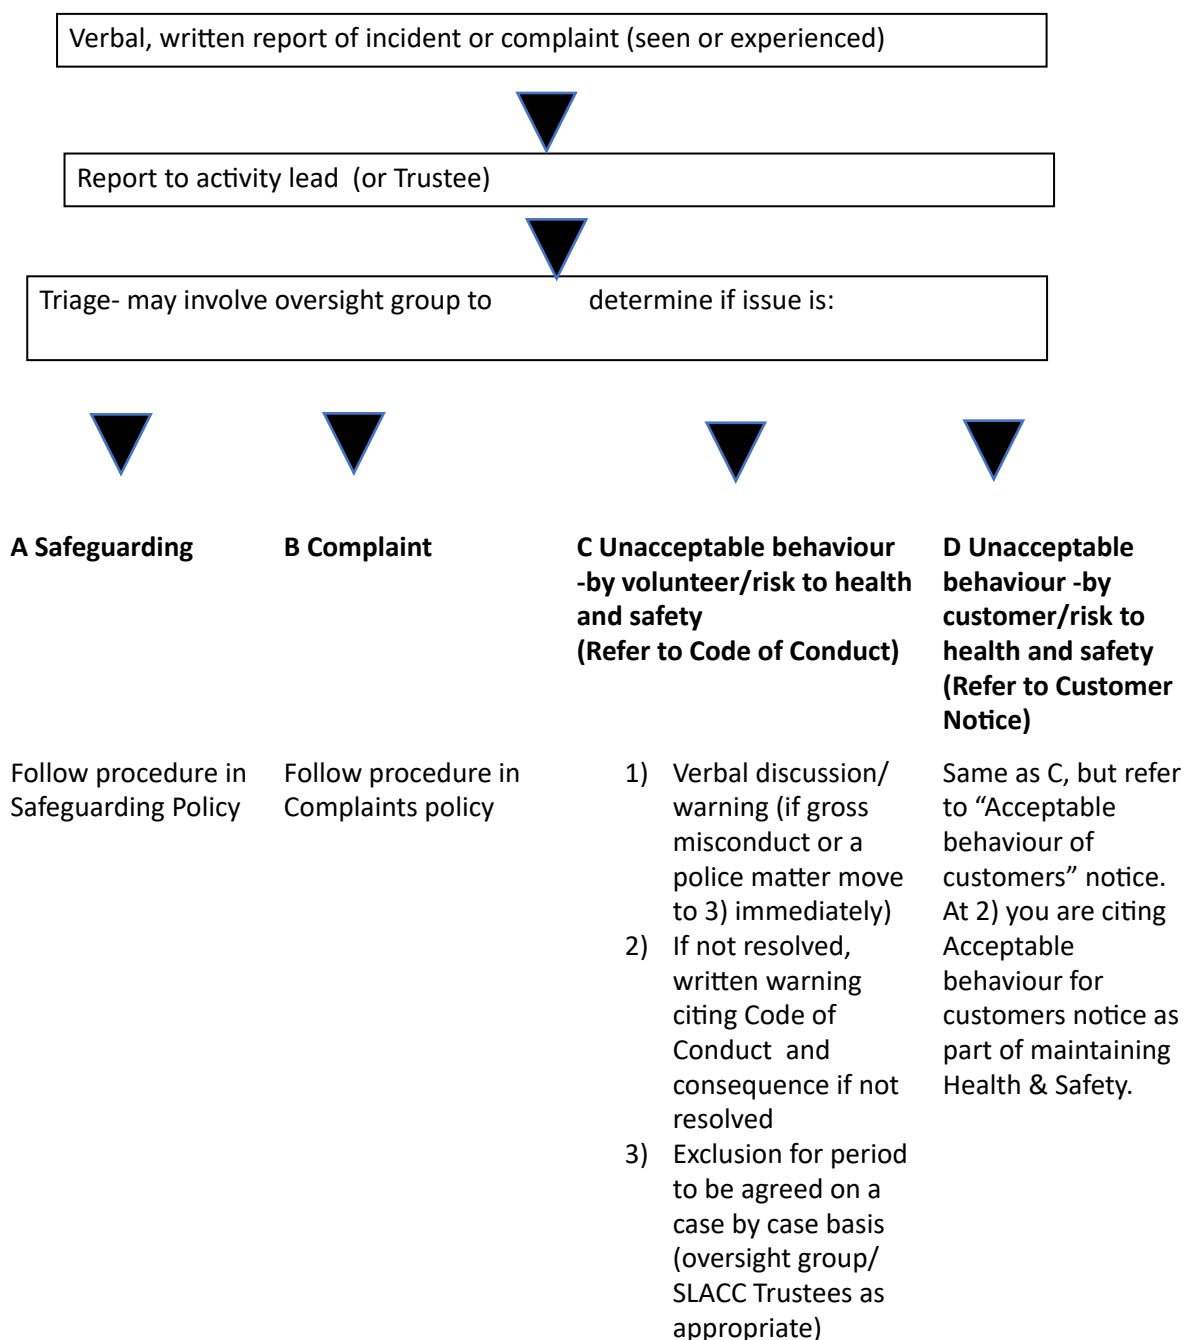 Verbal, written report of incident or complaint (seen or experienced)
Report to activity lead  (or Trustee)
Triage- may involve oversight group to determine if issue is:
A Safeguarding
B Complaint
C Unacceptable behaviour
-by volunteer/risk to health
and safety
(Refer to Code of Conduct)
D Unacceptable
behaviour -by
customer/risk to
health and safety
(Refer to Customer
Notice)
Follow procedure in
Safeguarding Policy
Follow procedure in
Complaints policy
1) Verbal discussion/
warning (if gross
misconduct or a
police matter move
to 3) immediately)
2) If not resolved,
written warning
citing Code of
Conduct  and
consequence if not
resolved
3) Exclusion for period
to be agreed on a
case by case basis
(oversight group/
SLACC Trustees as
appropriate)
Same as C, but refer
to “Acceptable
behaviour of
customers” notice.
At 2) you are citing
Acceptable
behaviour for
customers notice as
part of maintaining
Health & Safety.